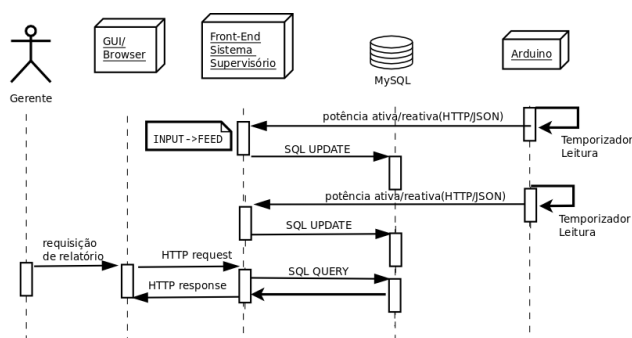 GUI/
Browser
Front-End
Sistema
Supervisório
MySQL
Arduino
Gerente
potência ativa/reativa(HTTP/JSON)
INPUT->FEED
Temporizador
Leitura
SQL UPDATE
potência ativa/reativa(HTTP/JSON)
Temporizador
Leitura
SQL UPDATE
requisição
de relatório
HTTP request
SQL QUERY
HTTP response